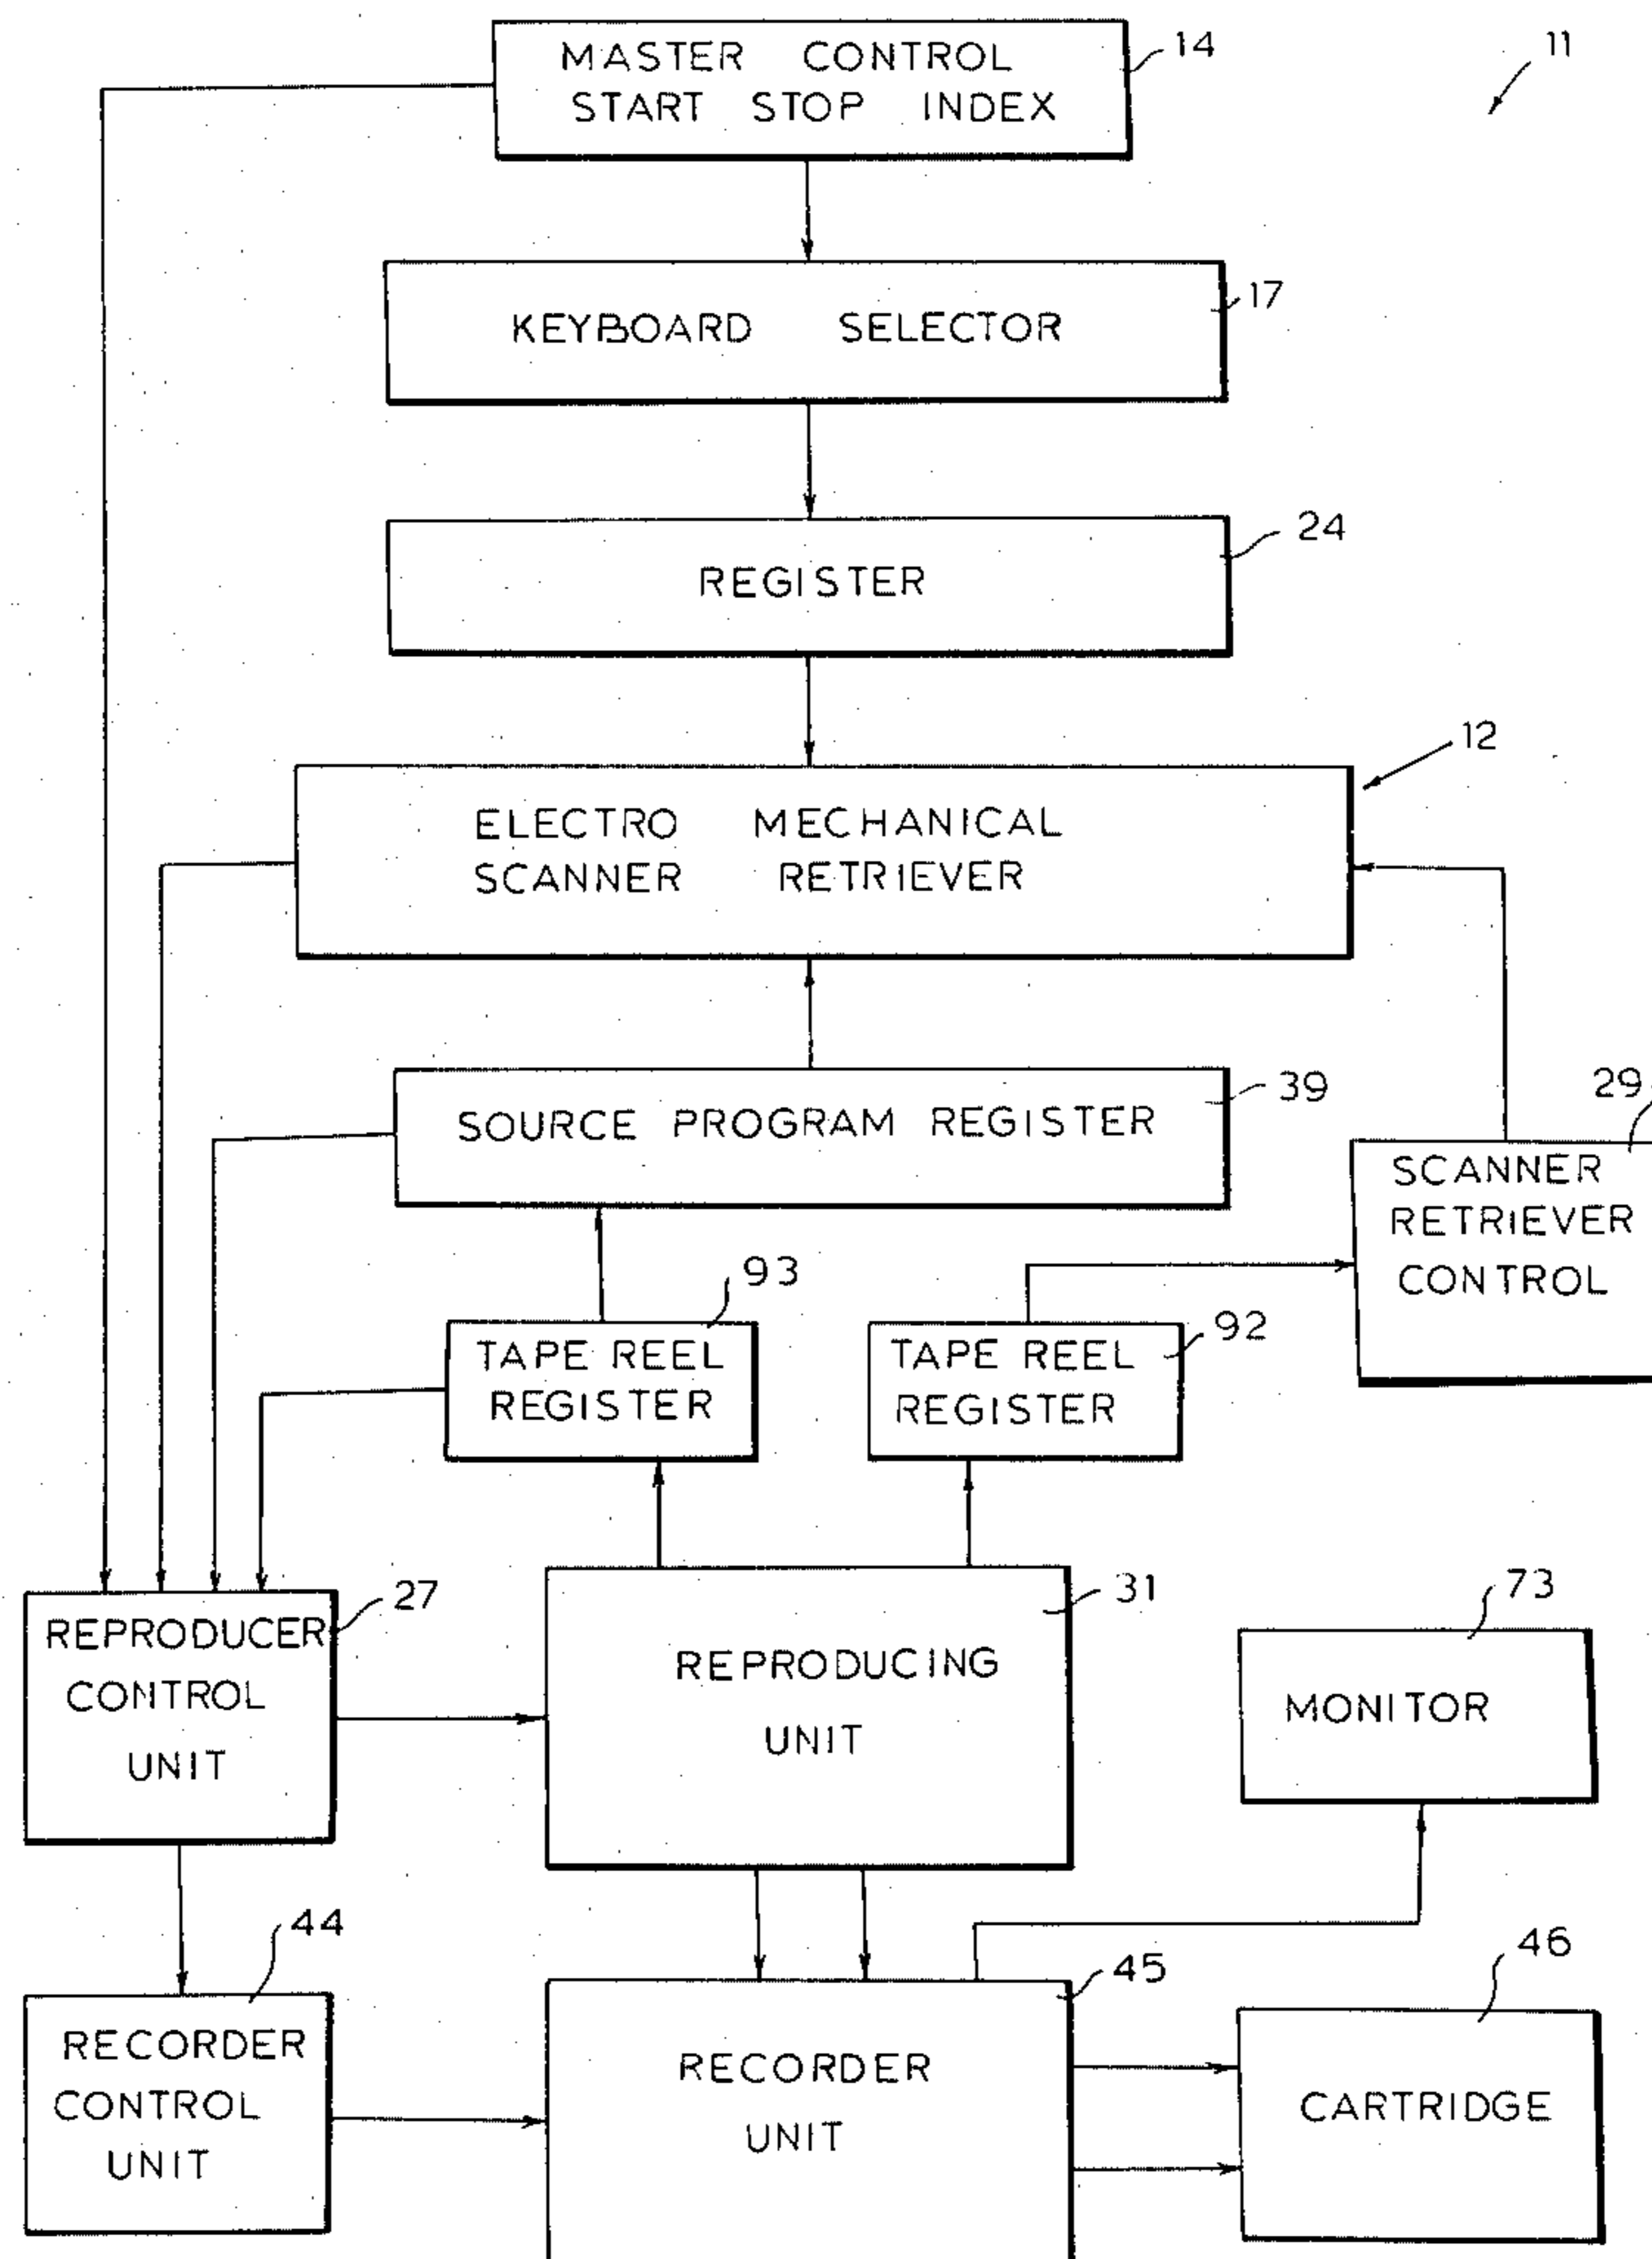 14
11
MASTER CONTROL
START STOP INDEX
17
KEYBOARD SELECTOR
24
REGISTER
12
ELECTRO MECHANICAL
SCANNER RETRIEVER
39
SOURCE PROGRAM REGISTER
29
SCANNER
RETRIEVER
CONTROL
93
TAPE REEL
REGISTER
92
TAPE REEL
REGISTER
27
REPRODUCER
CONTROL
UNIT
31
REPRODUCING
UNIT
73
MONITOR
44
RECORDER
CONTROL
UNIT
45
RECORDER
UNIT
46
CARTRIDGE